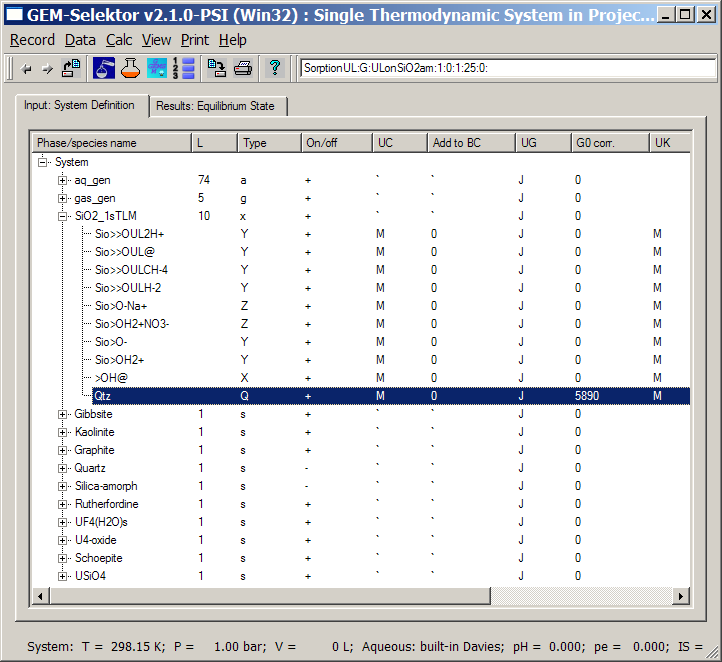 GEM-Selektor v2.1.0-PSI (Win32) : Single Thermodynamic System in Projec...
Record Data Calc View Print Help
SorptionUL:G:ULonSiO2am:1:0:1:25:0:
Input: System Definition Results: Equilibrium State
Phase/species name L Type On/off UC Add to BC UG G0 corr. UK
System
aq_gen 74 a + ` ` J 0
gas_gen 5 g + ` ` J 0
SiO2_1sTLM 10 x + ` ` J 0
Sio>>OUL2H+ Y + M 0 J 0 M
Sio>>OUL@ Y + M 0 J 0 M
Sio>>OULCH-4 Y + M 0 J 0 M
Sio>>OULH-2 Y + M 0 J 0 M
Sio>O-Na+ Z + M 0 J 0 M
Sio>OH2+NO3- Z + M 0 J 0 M
Sio>O- Y + M 0 J 0 M
Sio>OH2+ Y + M 0 J 0 M
>OH@ X + M 0 J 0 M
Qtz Q + M 0 J 5890 M
Gibbsite 1 s + ` ` J 0
Kaolinite 1 s + ` ` J 0
Graphite 1 s + ` ` J 0
Quartz 1 s - ` ` J 0
Silica-amorph 1 s - ` ` J 0
Rutherfordine 1 s + ` ` J 0
UF4(H2O)s 1 s + ` ` J 0
U4-oxide 1 s + ` ` J 0
Schoepite 1 s + ` ` J 0
USiO4 1 s + ` ` J 0
System: T = 298.15 K; P = 1.00 bar; V = 0 L; Aqueous: built-in Davies; pH = 0.000; pe = 0.000; IS =